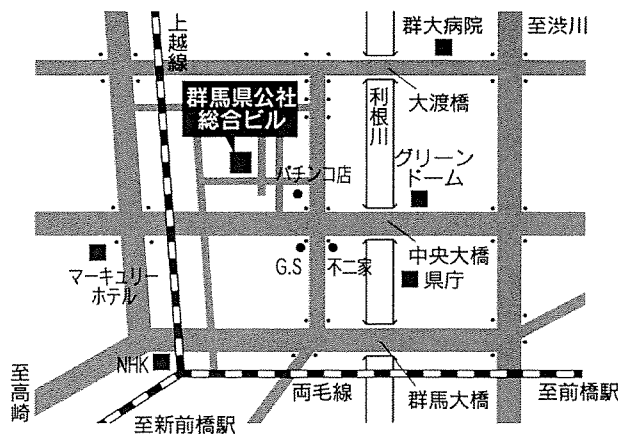 上越線
群大病院
至渋川
群馬県公社
総合ビル
利根川
大渡橋
パチンコ店
グリーン
ドーム
マーキュリー
ホテル
G.S
不二家
中央大橋
県庁
NHK
至高崎
両毛線
群馬大橋
至前橋駅
至新前橋駅